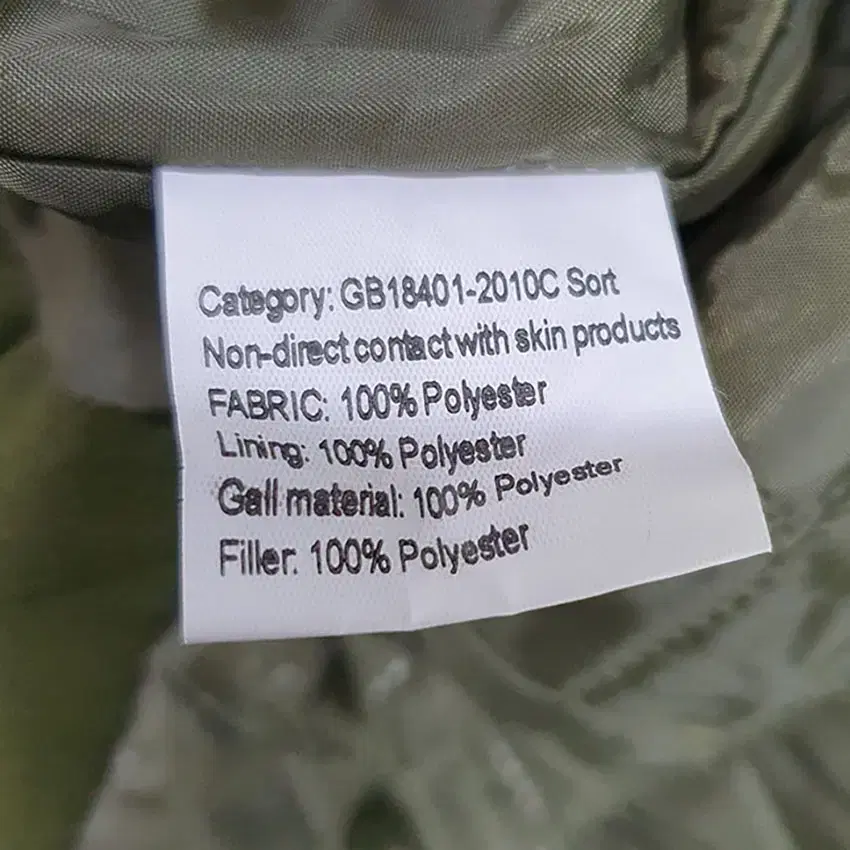 Category: GB18401-2010C Sort
Non-direct contact with skin products
FABRIC: 100% Polyester
Lining: 100% Polyester
Gall material: 100% Polyester
Filler: 100% Polyester